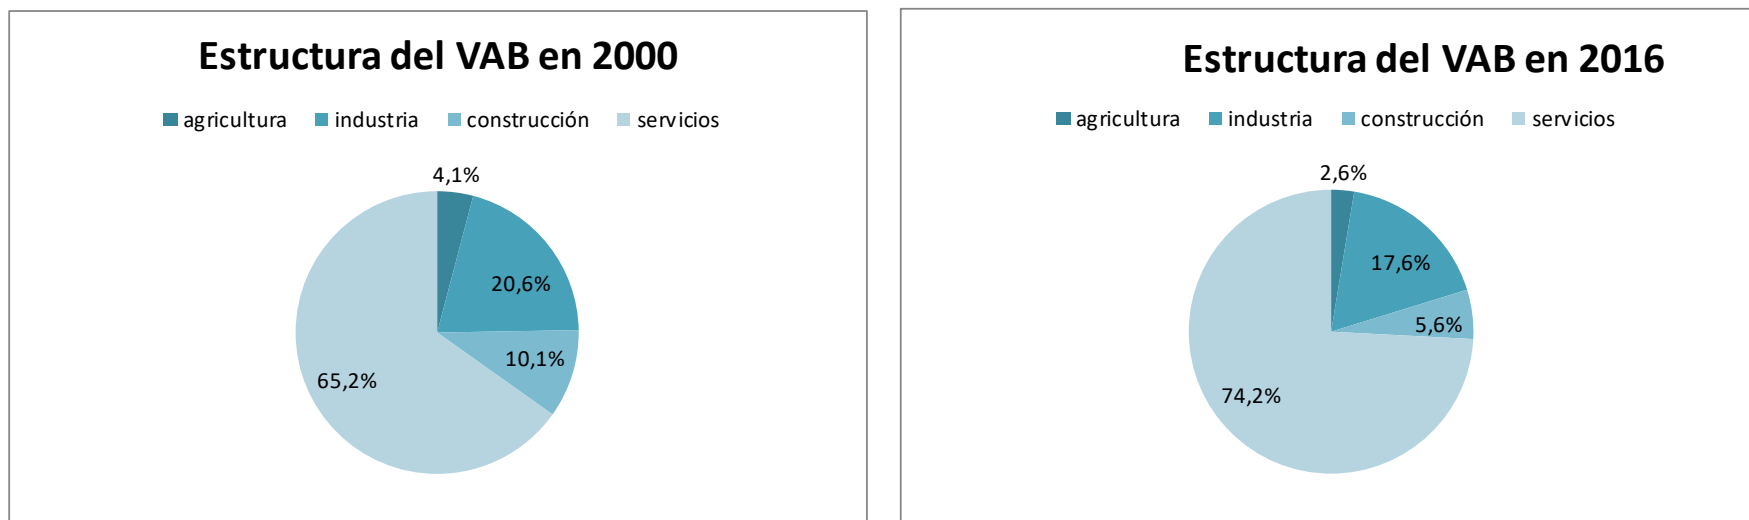 Estructura del VAB en 2000
agricultura industria construcción servicios
4,1%
20,6%
10,1%
65,2%
Estructura del VAB en 2016
agricultura industria construcción servicios
2,6%
17,6%
5,6%
74,2%